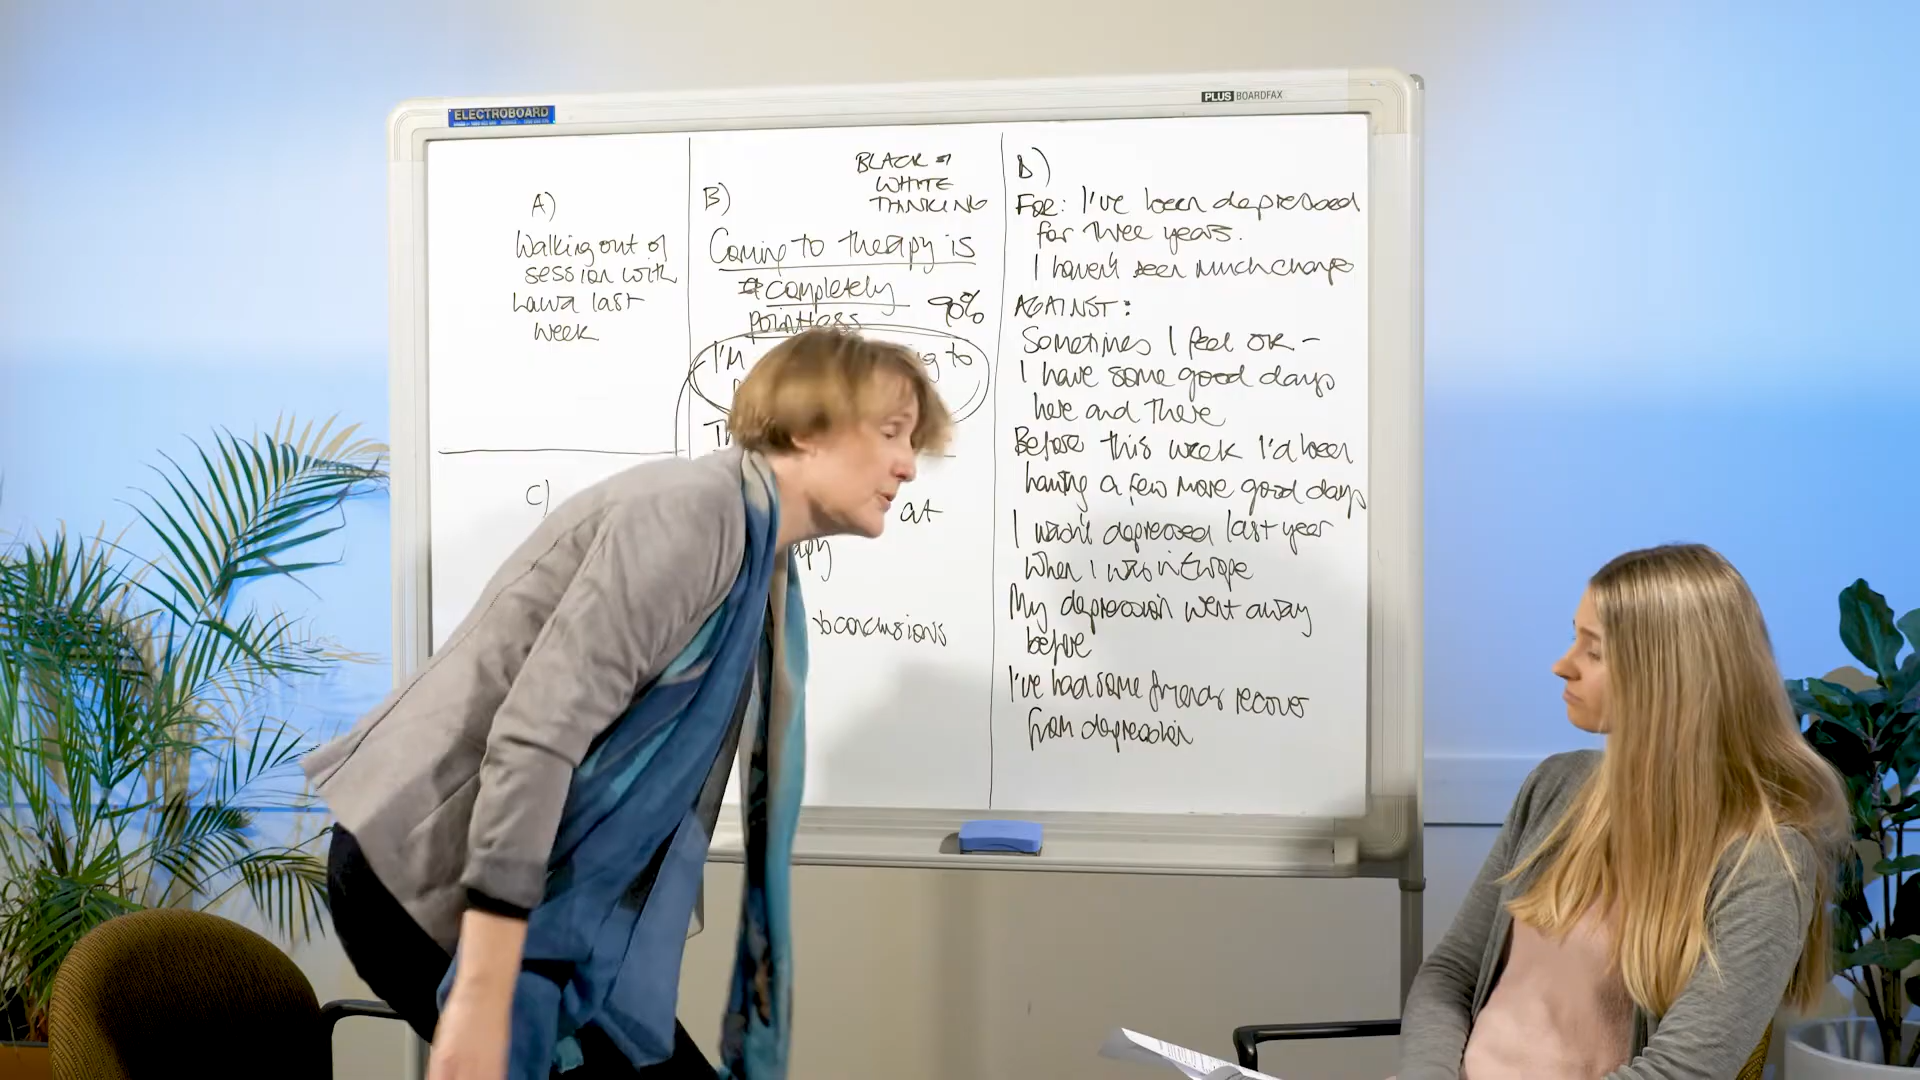 ELECTROBOARD
PLUS BOARDFAX
A)
Walking out of
session with
last
week
B)
BLACK +
WHITE
THINKING
Coming to therapy is
completely
pointless 90%
I'm to
C)
at
conclusions
D)
FOR: I've been depressed
for three years.
I haven't seen much change
AGAINST:
Sometimes I feel OK -
I have some good days
here and there
Before this week I'd been
having a few more good days
I wasn't depressed last year
when I was in Europe
My depression went away
before
I've had some friends recover
from depression